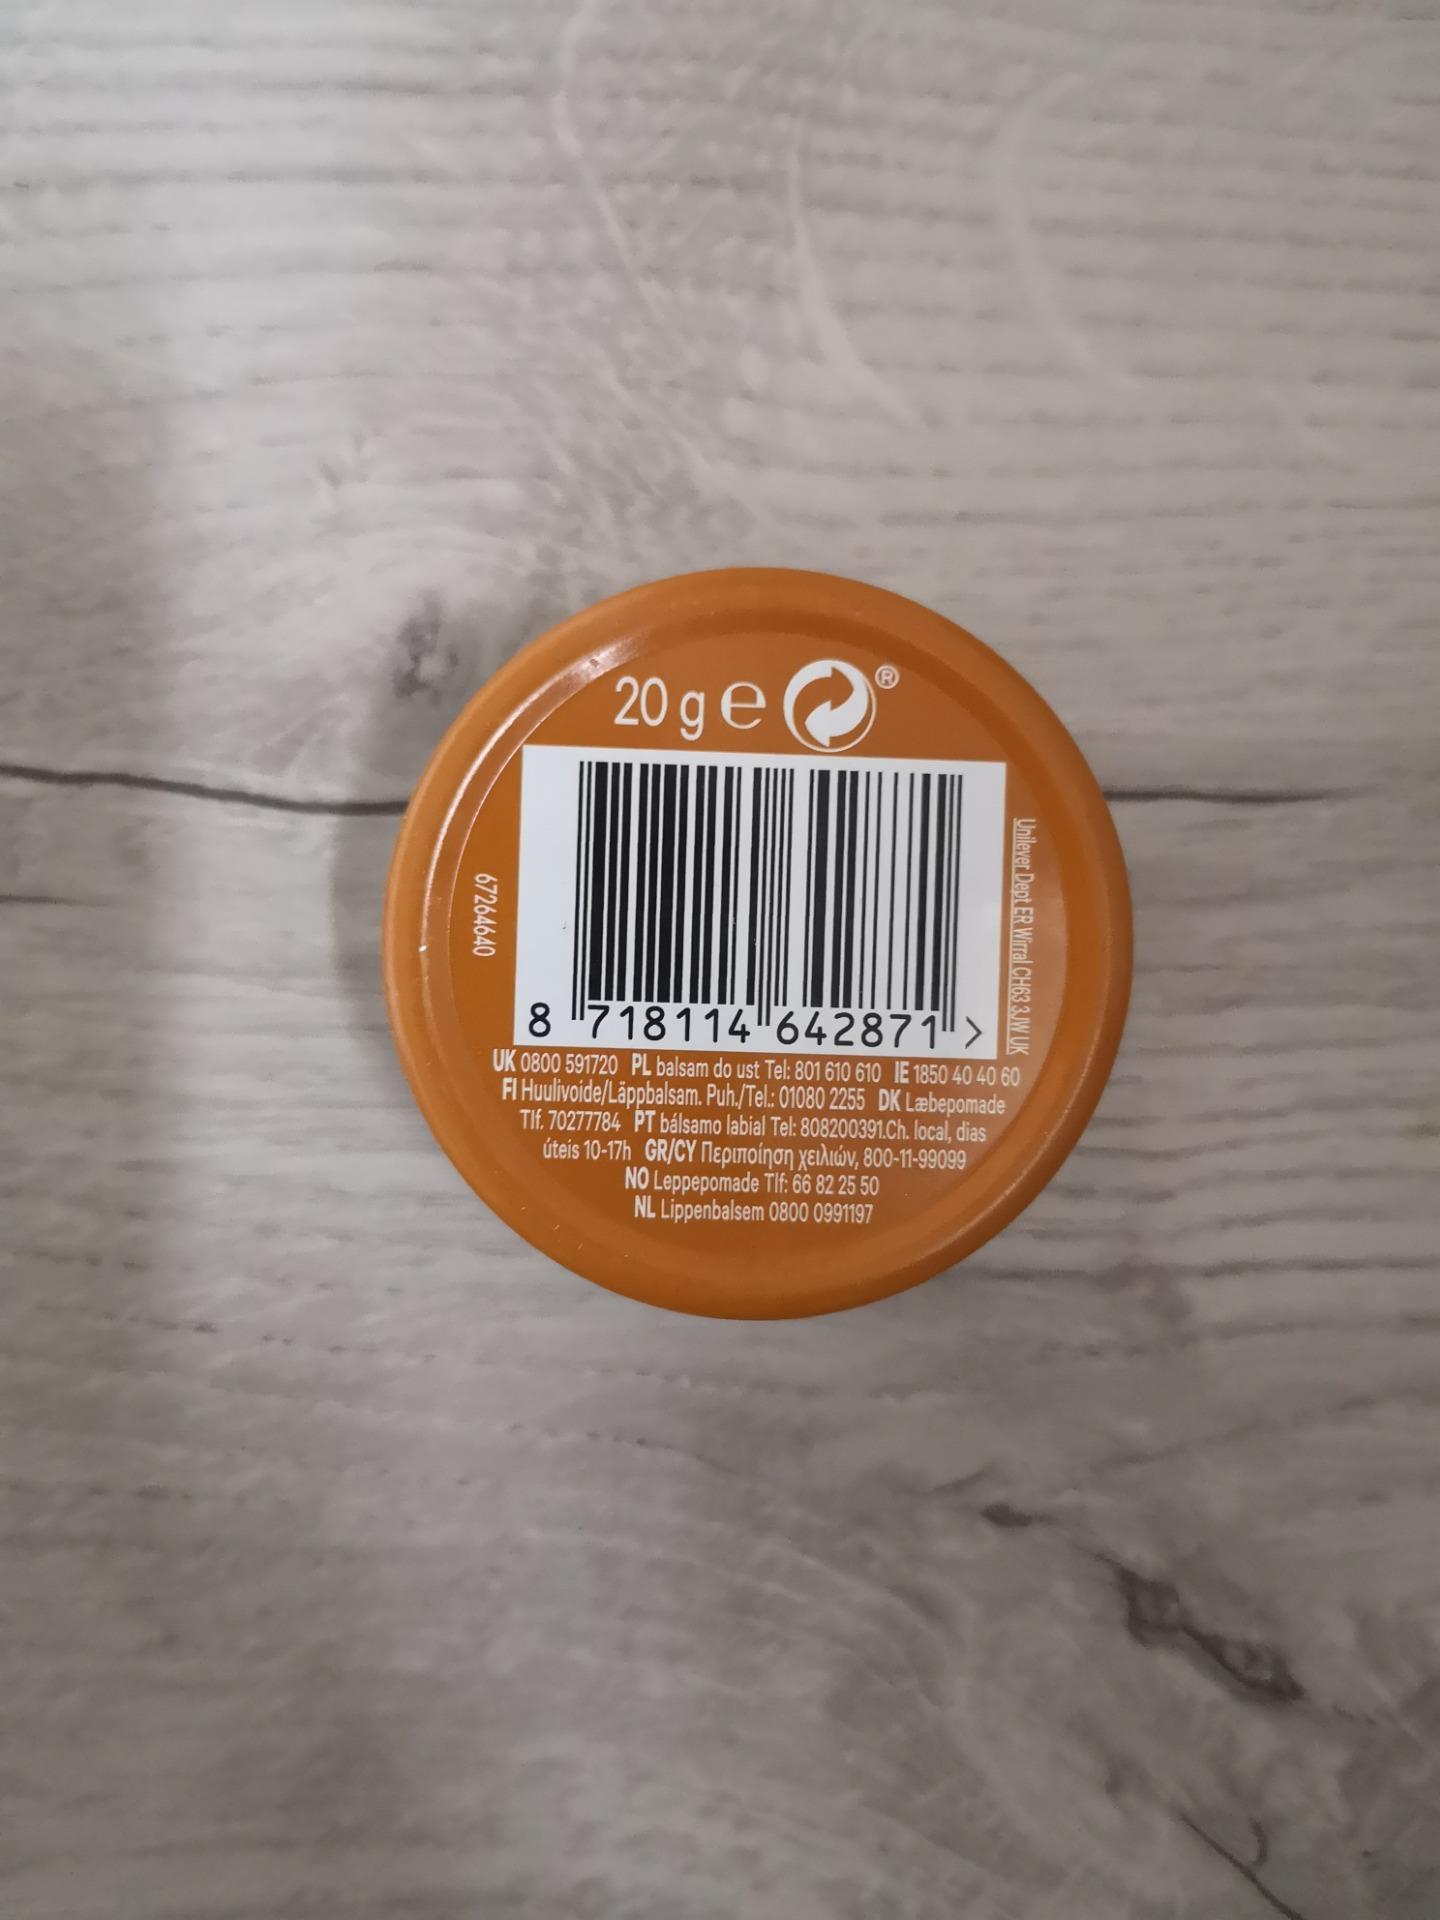 20 g e ®
8 718114 642871 >
67264640
Unilever Dept ER Wirral CH63 3JW UK
UK 0800 591720 PL balsam do ust Tel: 801 610 610 IE 1850 40 40 60
FI Huulivoide/Läppbalsam. Puh./Tel.: 01080 2255 DK Læbepomade
Tlf. 70277784 PT bálsamo labial Tel: 808200391.Ch. local, dias
úteis 10-17h GR/CY Περιποίηση χειλιών, 800-11-99099
NO Leppepomade Tlf: 66 82 25 50
NL Lippenbalsem 0800 0991197